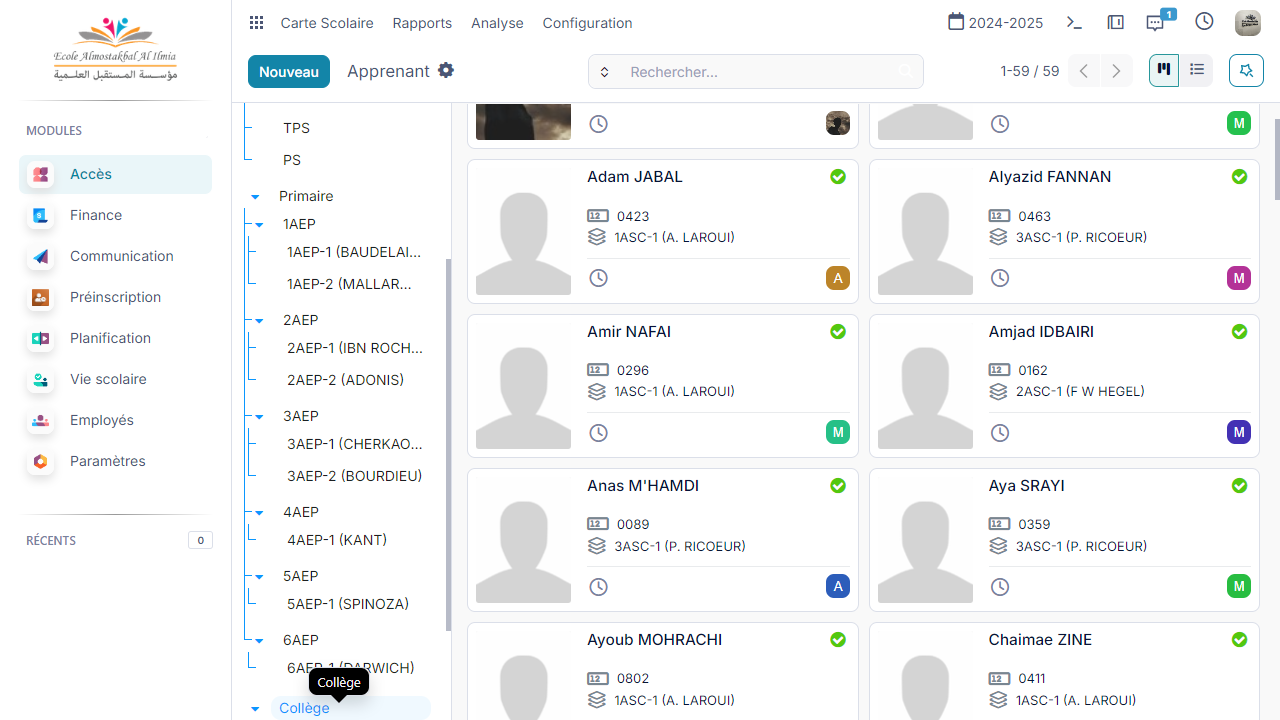 Ecole Almostakbal Al Ilmia
مؤسسة المستقبل العلمية
MODULES
Accès
Finance
Communication
Préinscription
Planification
Vie scolaire
Employés
Paramètres
RÉCENTS
0
Carte Scolaire
Rapports
Analyse
Configuration
2024-2025
1
Nouveau
Apprenant
Rechercher...
1-59 / 59
TPS
PS
Primaire
1AEP
1AEP-1 (BAUDELAI...
1AEP-2 (MALLAR...
2AEP
2AEP-1 (IBN ROCH...
2AEP-2 (ADONIS)
3AEP
3AEP-1 (CHERKAO...
3AEP-2 (BOURDIEU)
4AEP
4AEP-1 (KANT)
5AEP
5AEP-1 (SPINOZA)
6AEP
6AEP-1 (DARWICH)
Collège
Collège
M
Adam JABAL
12 0423
1ASC-1 (A. LAROUI)
A
Alyazid FANNAN
12 0463
3ASC-1 (P. RICOEUR)
M
Amir NAFAI
12 0296
1ASC-1 (A. LAROUI)
M
Amjad IDBAIRI
12 0162
2ASC-1 (F W HEGEL)
M
Anas M'HAMDI
12 0089
3ASC-1 (P. RICOEUR)
A
Aya SRAYI
12 0359
3ASC-1 (P. RICOEUR)
M
Ayoub MOHRACHI
12 0802
1ASC-1 (A. LAROUI)
Chaimae ZINE
12 0411
1ASC-1 (A. LAROUI)